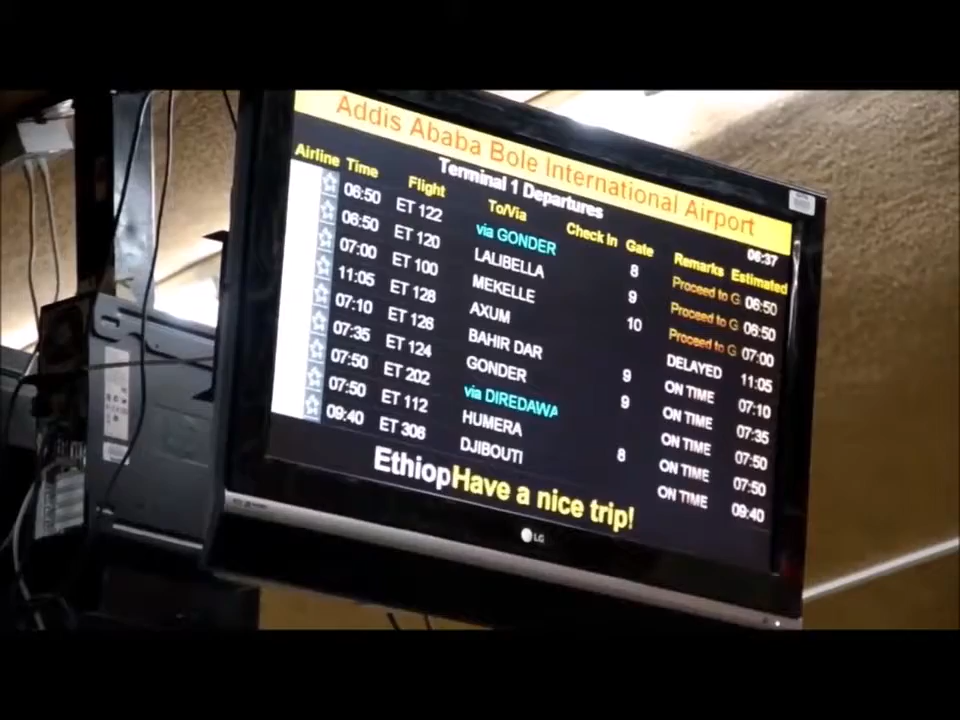 Addis Ababa Bole International Airport
Terminal 1 Departures
06:37
Airline Time Flight To/Via Check In Gate Remarks Estimated
06:50 ET 122 via GONDER 8 Proceed to G 06:50
06:50 ET 120 LALIBELLA 9 Proceed to G 06:50
07:00 ET 100 MEKELLE 10 Proceed to G 07:00
11:05 ET 128 AXUM DELAYED 11:05
07:10 ET 126 BAHIR DAR 9 ON TIME 07:10
07:35 ET 124 GONDER 9 ON TIME 07:35
07:50 ET 202 via DIREDAWA ON TIME 07:50
07:50 ET 112 HUMERA 8 ON TIME 07:50
09:40 ET 308 DJIBOUTI ON TIME 09:40
Ethiop Have a nice trip!
LG